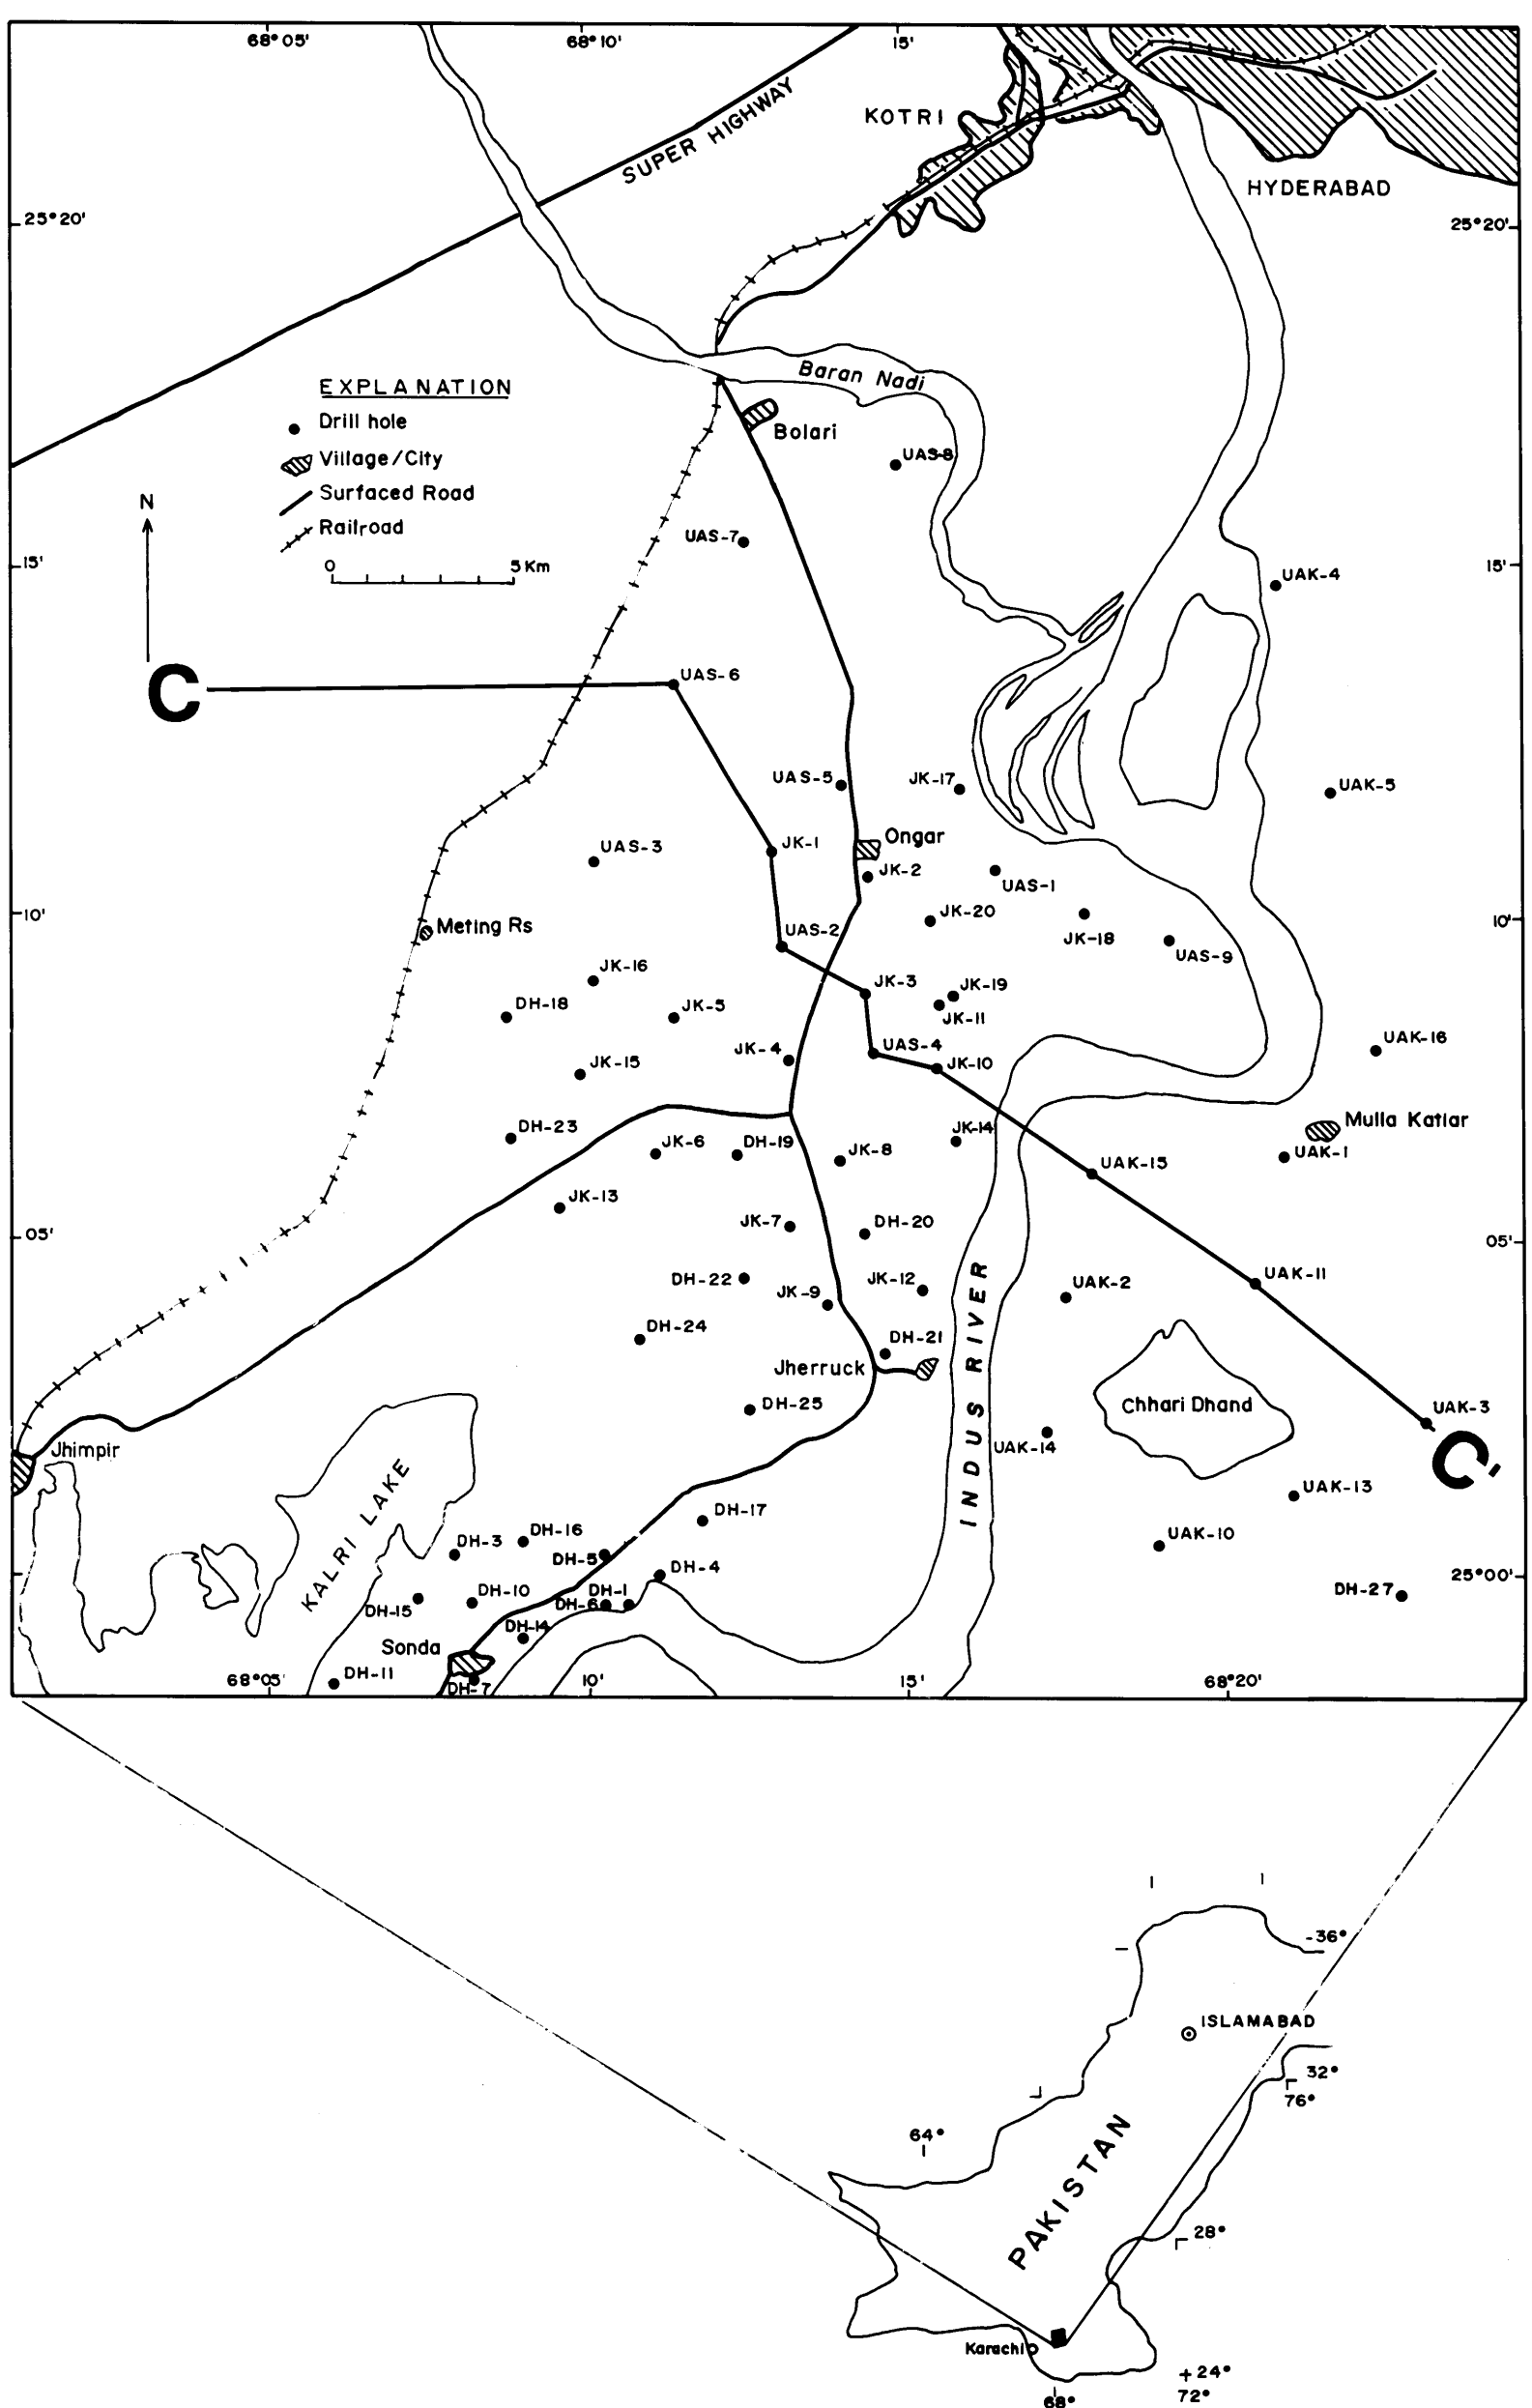 68°05'
68°10'
15'
KOTRI
SUPER HIGHWAY
HYDERABAD
25°20'
25°20'
Baran Nadi
EXPLANATION
Drill hole
Village/City
Surfaced Road
Railroad
0 5 Km
N
Bolari
UAS-8
UAS-7
15'
15'
UAK-4
C
UAS-6
UAS-5
JK-17
UAK-5
Ongar
JK-1
UAS-3
JK-2
UAS-1
10'
10'
JK-20
JK-18
Meting Rs
UAS-2
UAS-9
JK-16
JK-3
JK-19
DH-18
JK-5
JK-11
UAS-4
UAK-16
JK-4
JK-15
JK-10
Mulla Katiar
DH-23
JK-6
DH-19
JK-8
JK-14
UAK-1
UAK-15
JK-13
JK-7
DH-20
05'
05'
DH-22
JK-12
UAK-2
UAK-11
JK-9
DH-24
DH-21
INDUS RIVER
Jherruck
Chhari Dhand
DH-25
UAK-3
UAK-14
C'
Jhimpir
KALRI LAKE
UAK-13
DH-17
DH-3
DH-16
DH-5
UAK-10
DH-4
25°00'
DH-15
DH-10
DH-1
DH-6
DH-27
DH-14
Sonda
DH-11
DH-7
68°05'
10'
15'
68°20'
36°
ISLAMABAD
32°
76°
64°
PAKISTAN
28°
Karachi
24°
72°
68°